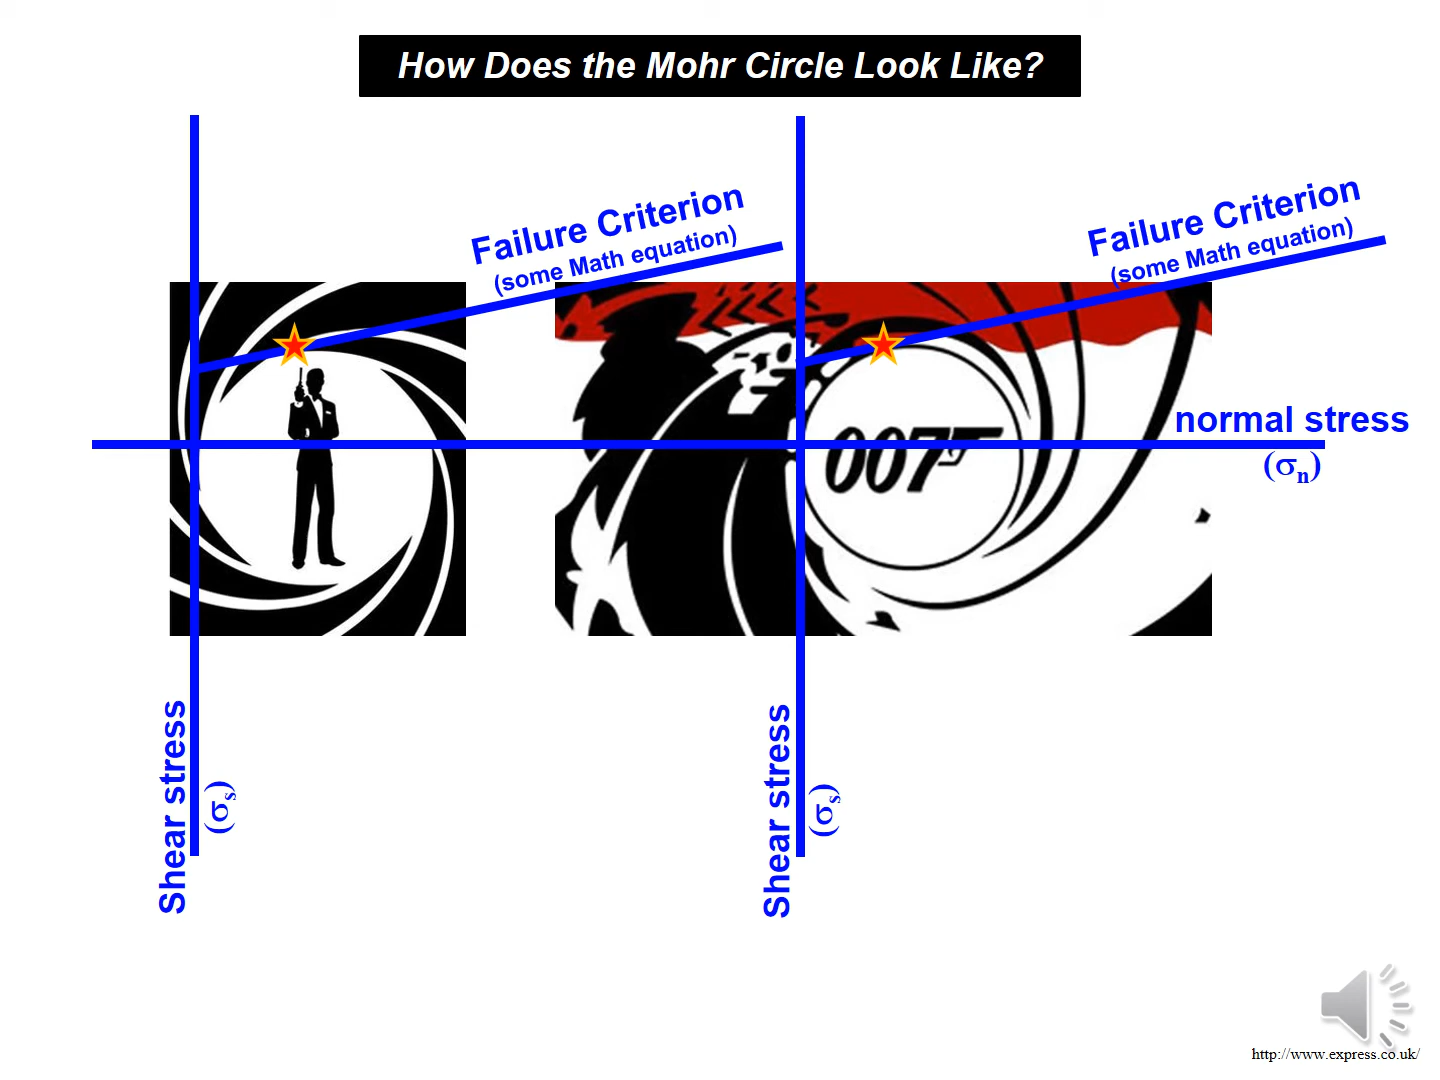 How Does the Mohr Circle Look Like?
Failure Criterion
(some Math equation)
Failure Criterion
(some Math equation)
007
normal stress
(σn)
Shear stress
(σs)
Shear stress
(σs)
http://www.express.co.uk/